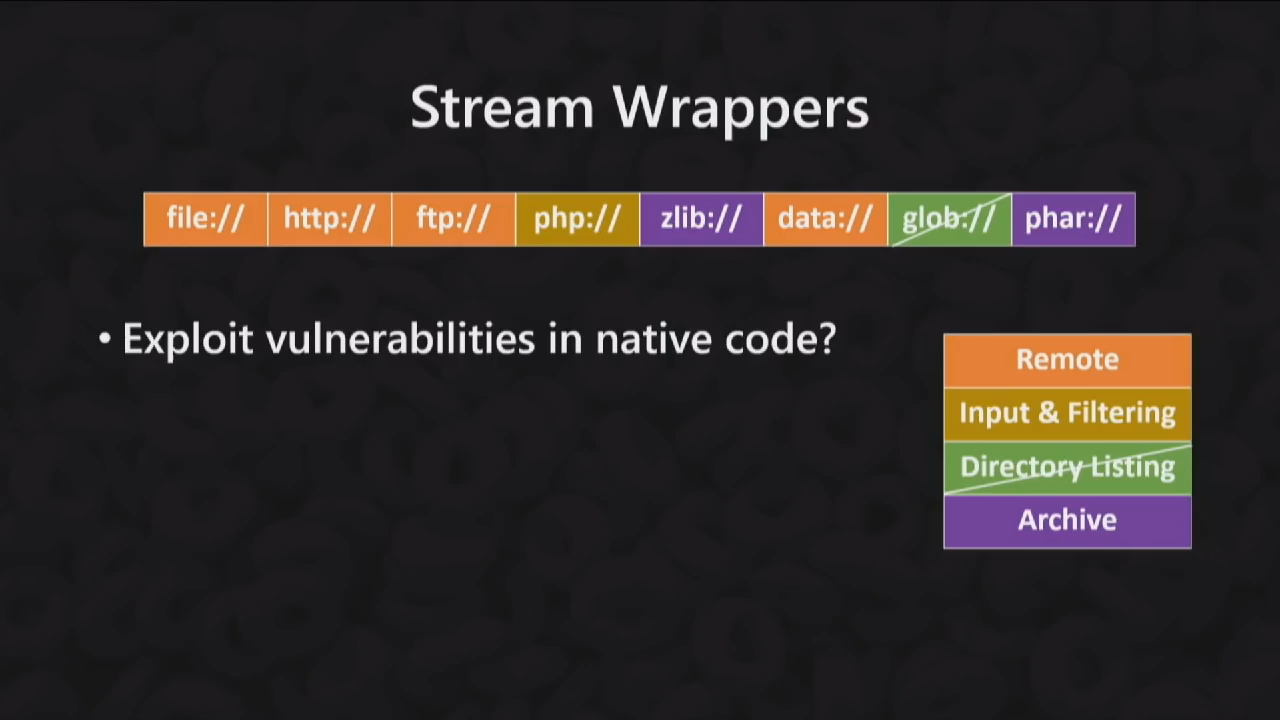 Stream Wrappers
file:// http:// ftp:// php:// zlib:// data:// glob:// phar://
• Exploit vulnerabilities in native code?
Remote
Input & Filtering
Directory Listing
Archive